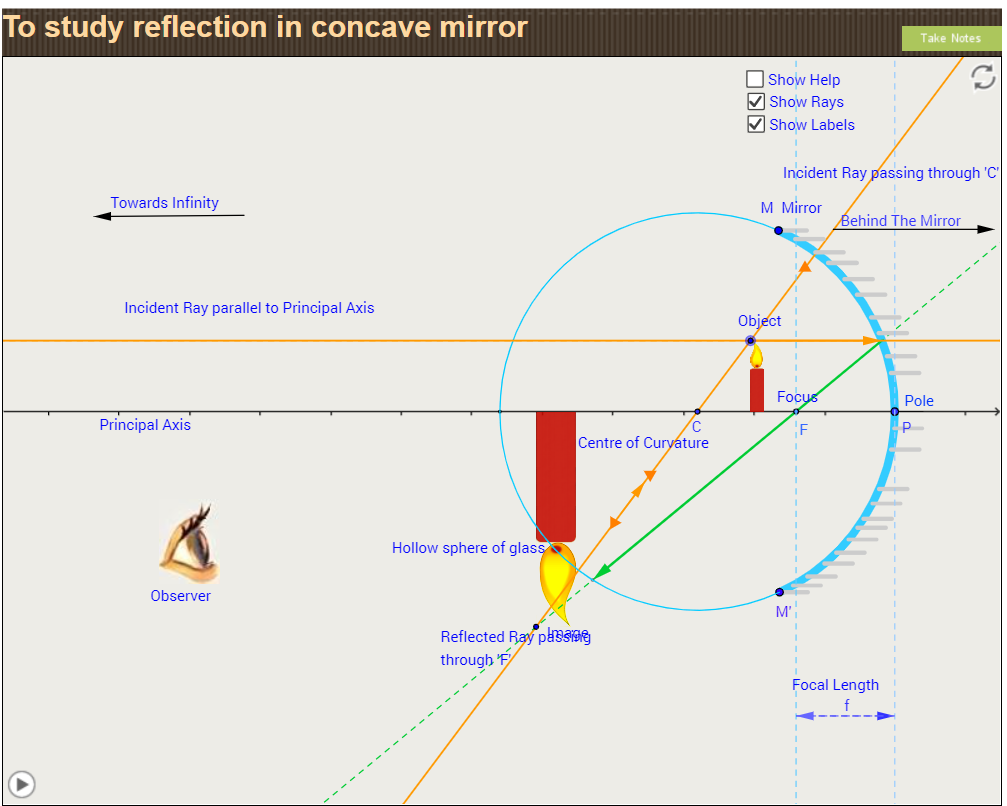 To study reflection in concave mirror
Take Notes
Show Help
Show Rays
Show Labels
Incident Ray passing through 'C'
Towards Infinity
M Mirror
Behind The Mirror
Incident Ray parallel to Principal Axis
Object
Focus
Pole
Principal Axis
C
F
P
Centre of Curvature
Hollow sphere of glass
Observer
M'
Image
Reflected Ray passing
through 'F'
Focal Length
f